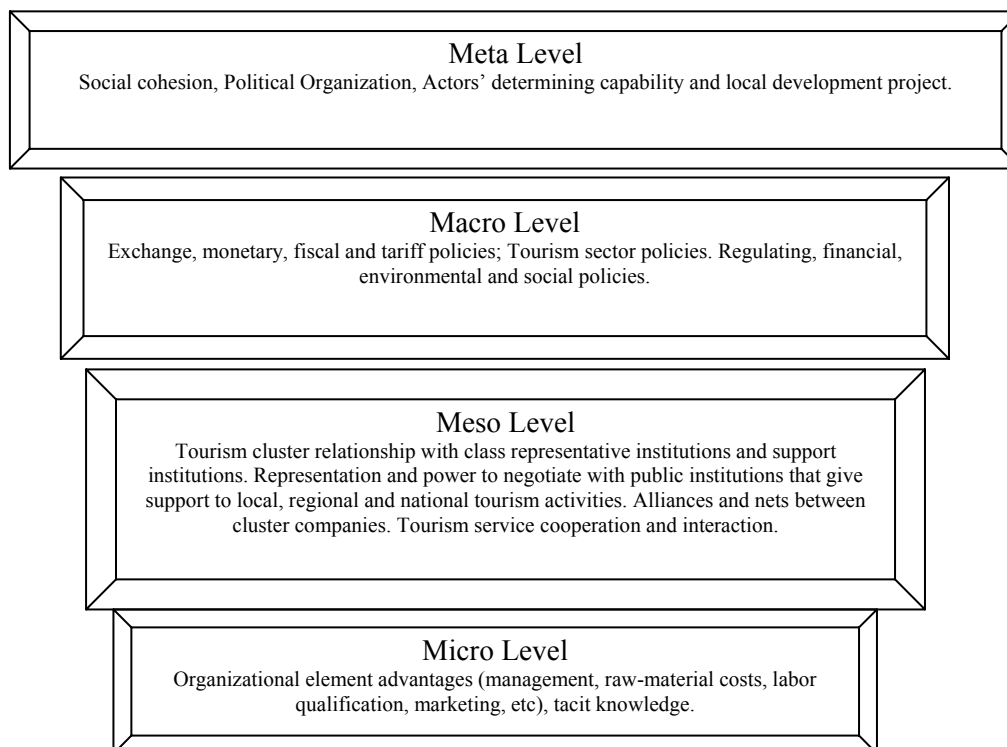 Meta Level
Social cohesion, Political Organization, Actors’ determining capability and local development project.
Macro Level
Exchange, monetary, fiscal and tariff policies; Tourism sector policies. Regulating, financial,
environmental and social policies.
Meso Level
Tourism cluster relationship with class representative institutions and support
institutions. Representation and power to negotiate with public institutions that give
support to local, regional and national tourism activities. Alliances and nets between
cluster companies. Tourism service cooperation and interaction.
Micro Level
Organizational element advantages (management, raw-material costs, labor
qualification, marketing, etc), tacit knowledge.